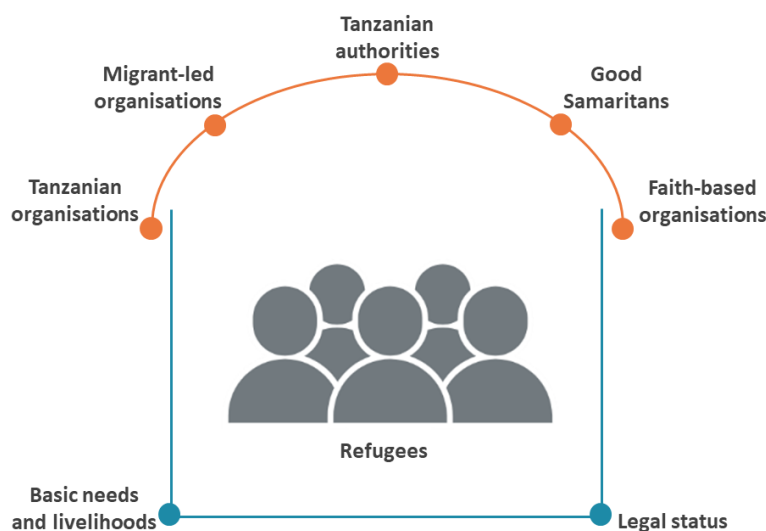 Tanzanian
authorities
Migrant-led
organisations
Good
Samaritans
Tanzanian
organisations
Faith-based
organisations
Refugees
Basic needs
and livelihoods
Legal status